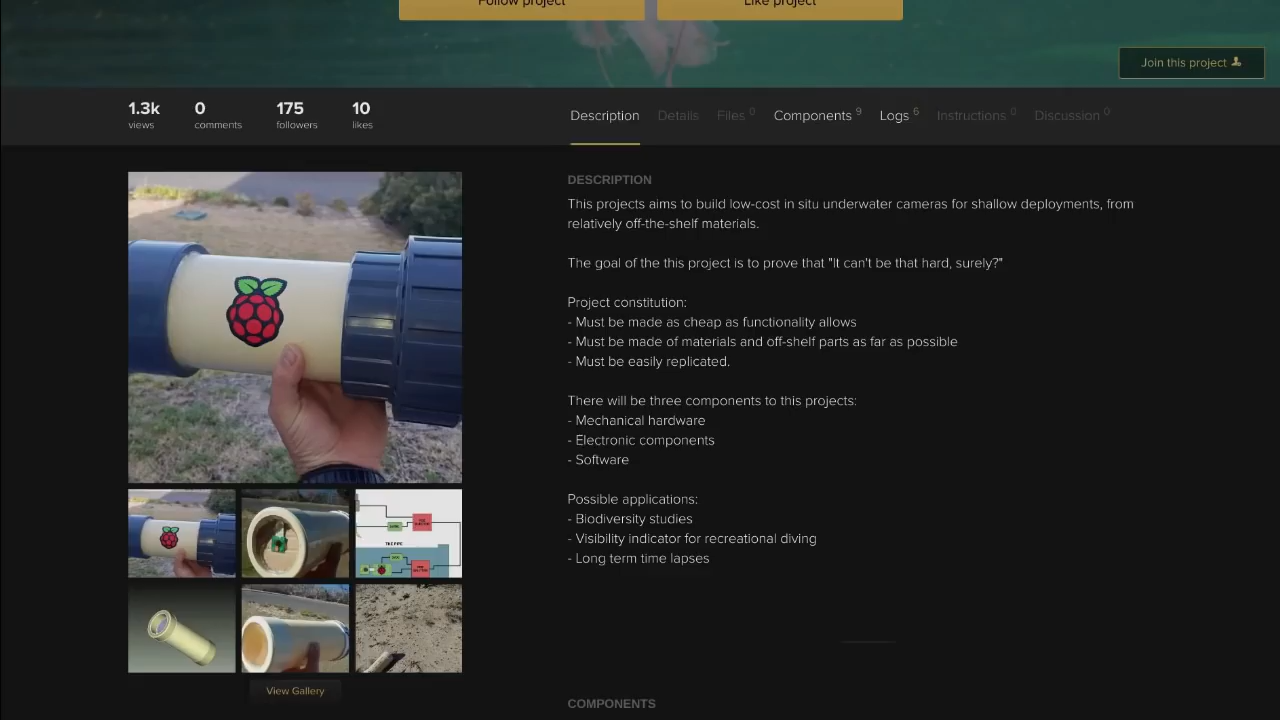 Follow project
Like project
Join this project
1.3k
views
0
comments
175
followers
10
likes
Description
Details
Files 0
Components 9
Logs 6
Instructions 0
Discussion 0
DESCRIPTION
This projects aims to build low-cost in situ underwater cameras for shallow deployments, from
relatively off-the-shelf materials.
The goal of the this project is to prove that "It can't be that hard, surely?"
Project constitution:
- Must be made as cheap as functionality allows
- Must be made of materials and off-shelf parts as far as possible
- Must be easily replicated.
There will be three components to this projects:
- Mechanical hardware
- Electronic components
- Software
Possible applications:
- Biodiversity studies
- Visibility indicator for recreational diving
- Long term time lapses
View Gallery
COMPONENTS